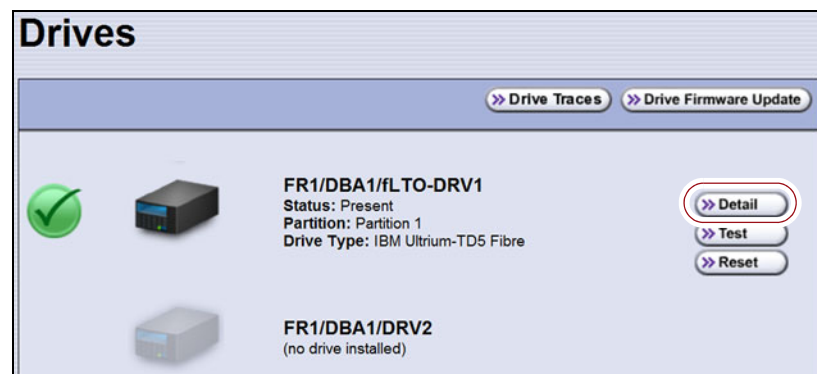 Drives
Drive Traces Drive Firmware Update
FR1/DBA1/fLTO-DRV1
Status: Present
Partition: Partition 1
Drive Type: IBM Ultrium-TD5 Fibre
Detail
Test
Reset
FR1/DBA1/DRV2
(no drive installed)